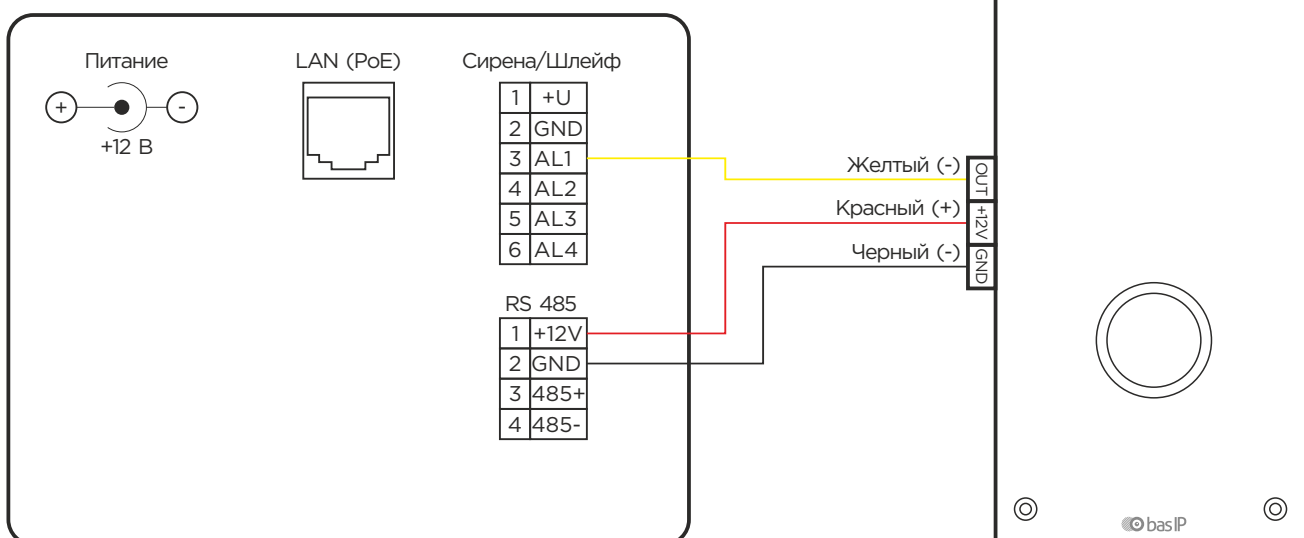 Питание
LAN (PoE)
Сирена/Шлейф
+
-
+12 В
1 +U
2 GND
3 AL1
4 AL2
5 AL3
6 AL4
RS 485
1 +12V
2 GND
3 485+
4 485-
Желтый (-)
OUT
Красный (+)
+12V
Черный (-)
GND
bas IP